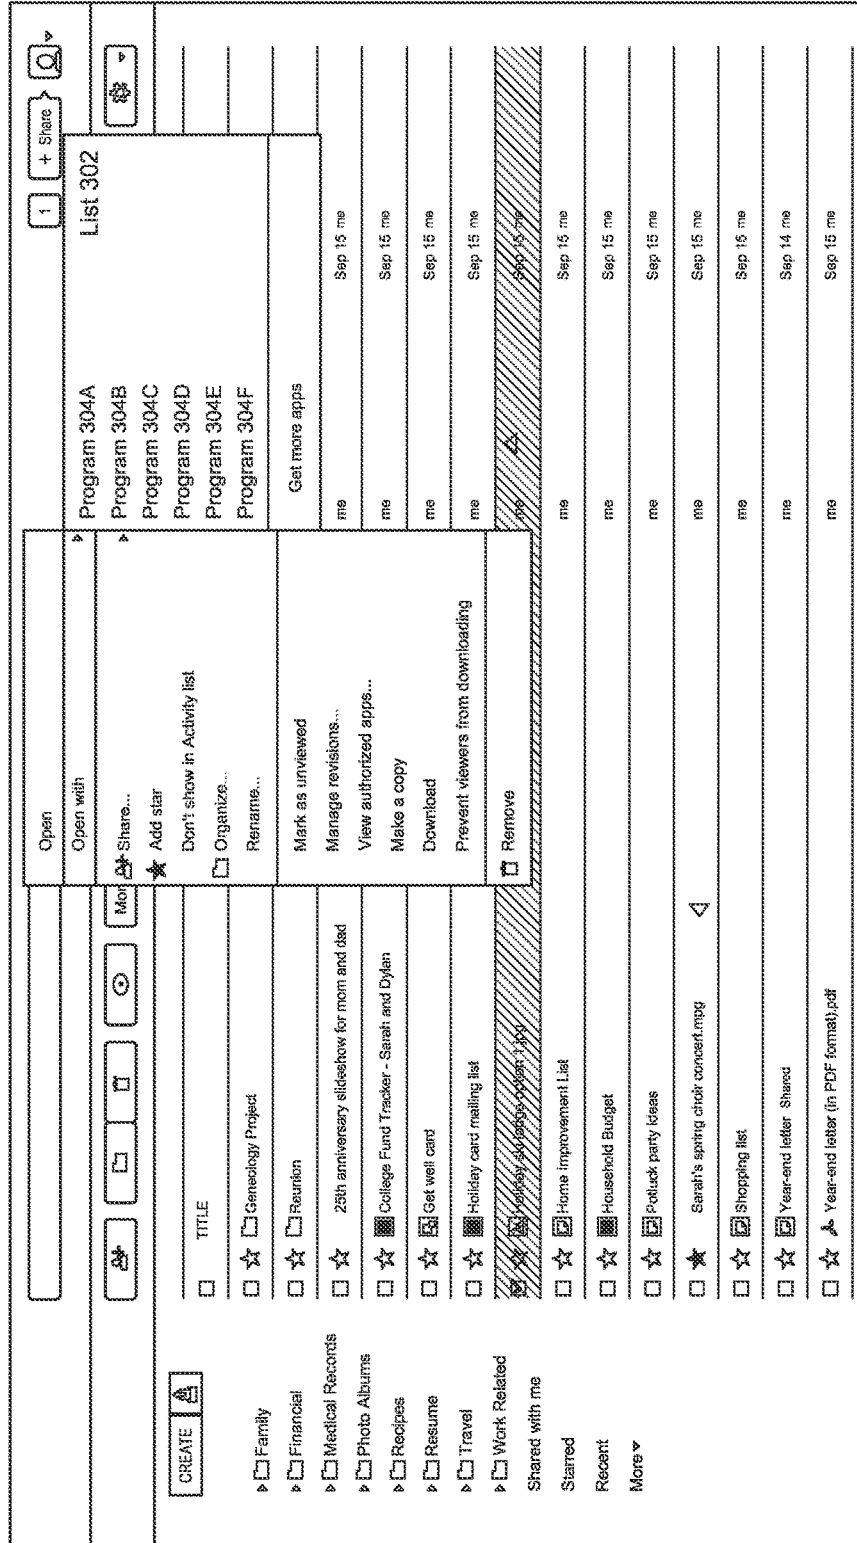 1
+ Share
Open
Open with
Share...
Add star
Don't show in Activity list
Organize...
Rename...
Mark as unviewed
Manage revisions...
View authorized apps...
Make a copy
Download
Prevent viewers from downloading
Remove
List 302
Program 304A
Program 304B
Program 304C
Program 304D
Program 304E
Program 304F
Get more apps
Mor
CREATE
Family
Financial
Medical Records
Photo Albums
Recipes
Resume
Travel
Work Related
Shared with me
Starred
Recent
More
TITLE
Geneology Project
Reunion
25th anniversary slideshow for mom and dad me Sep 15 me
College Fund Tracker - Sarah and Dylan me Sep 15 me
Get well card me Sep 15 me
Holiday card mailing list me Sep 15 me
me Sep 15 me
Home improvement List me Sep 15 me
Household Budget me Sep 15 me
Potluck party ideas me Sep 15 me
Sarah's spring choir concert.mpg me Sep 15 me
Shopping list me Sep 15 me
Year-end letter Shared me Sep 14 me
Year-end letter (in PDF format).pdf me Sep 15 me